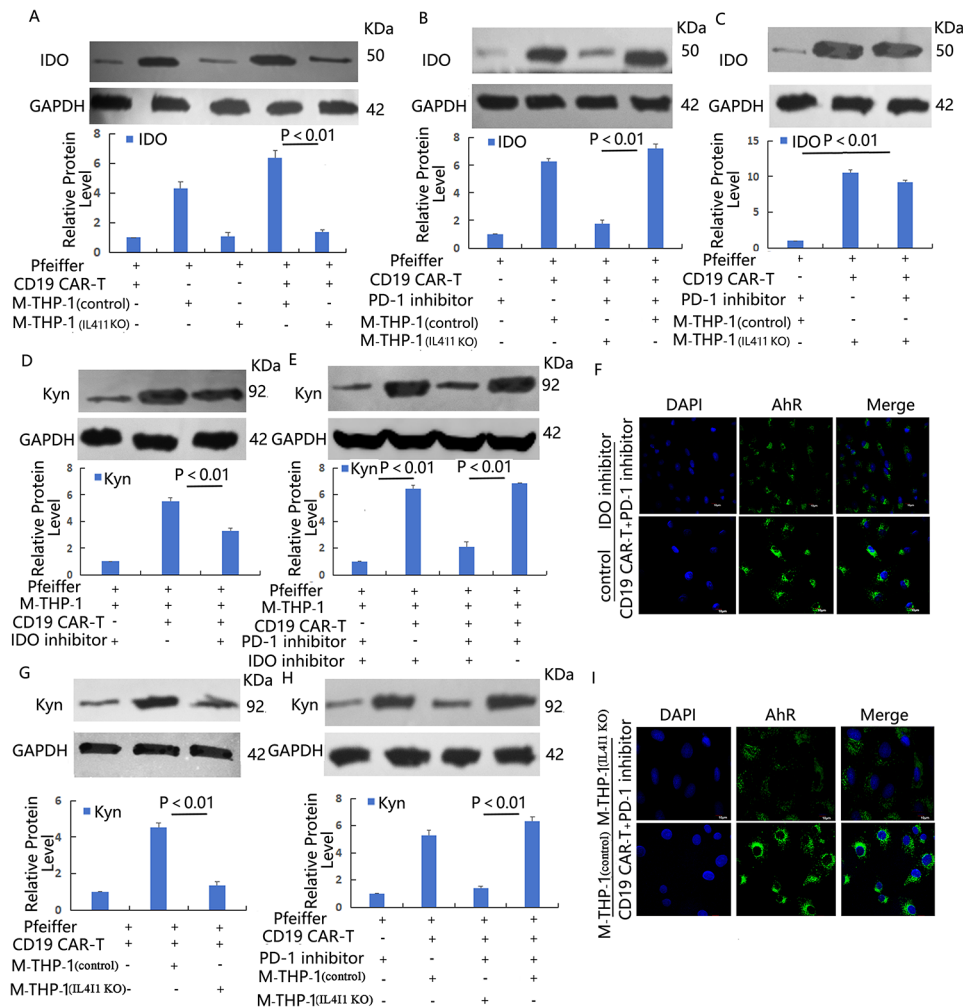 A
KDa
IDO
50
GAPDH
42
Relative Protein Level
8
6
4
2
0
IDO
P < 0.01
Pfeiffer + + + + +
CD19 CAR-T + - - + +
M-THP-1(control) - + - + -
M-THP-1(IL411 KO) - - + - +
B
KDa
IDO
50
GAPDH
42
Relative Protein Level
8
6
4
2
0
IDO
P < 0.01
Pfeiffer + + + +
CD19 CAR-T - + + +
PD-1 inhibitor + - + +
M-THP-1(control) - + - +
M-THP-1(IL411 KO) - - + -
C
KDa
IDO
50
GAPDH
42
Relative Protein Level
15
10
5
0
IDO
P < 0.01
Pfeiffer + + +
CD19 CAR-T - + +
PD-1 inhibitor + - +
M-THP-1(control) + - -
M-THP-1(IL411 KO) - + +
D
KDa
Kyn
92
GAPDH
42
Relative Protein Level
8
6
4
2
0
Kyn
P < 0.01
Pfeiffer + + +
M-THP-1 + + +
CD19 CAR-T - + +
IDO inhibitor + - +
E
KDa
Kyn
92
GAPDH
42
Relative Protein Level
8
6
4
2
0
Kyn
P < 0.01
P < 0.01
Pfeiffer + + + +
M-THP-1 + + + +
CD19 CAR-T - + + +
PD-1 inhibitor + - + +
IDO inhibitor + + + -
F
DAPI AhR Merge
IDO inhibitor
control
CD19 CAR-T+PD-1 inhibitor
G
KDa
Kyn
92
GAPDH
42
Relative Protein Level
6
4
2
0
Kyn
P < 0.01
Pfeiffer + + +
CD19 CAR-T + + +
M-THP-1(control) - + -
M-THP-1(IL4I1 KO) - - +
H
KDa
Kyn
92
GAPDH
42
Relative Protein Level
8
6
4
2
0
Kyn
P < 0.01
Pfeiffer + + + +
CD19 CAR-T - + + +
PD-1 inhibitor + - + +
M-THP-1(control) - + - +
M-THP-1(IL4I1 KO) - - + -
I
DAPI AhR Merge
M-THP-1(IL4I1 KO)
M-THP-1(control)
CD19 CAR-T+PD-1 inhibitor